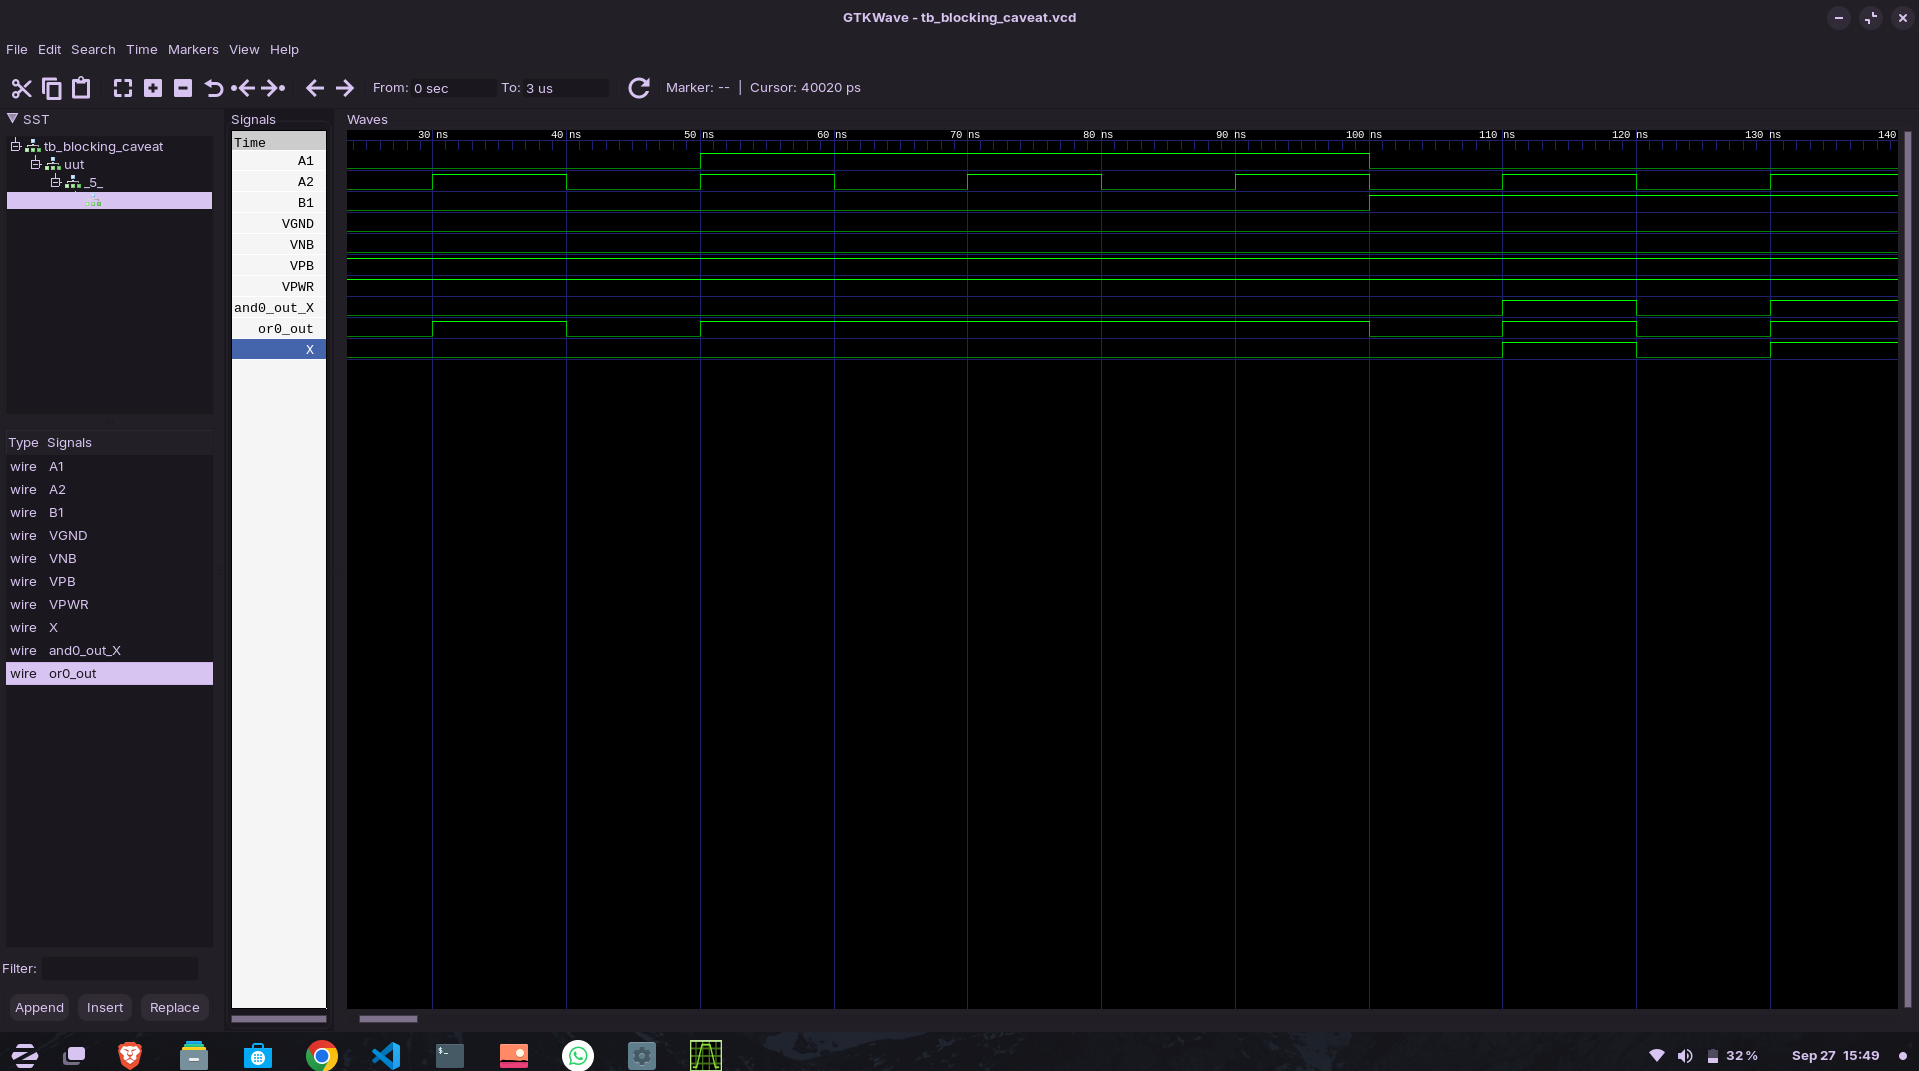 GTKWave - tb_blocking_caveat.vcd
File Edit Search Time Markers View Help
From: 0 sec To: 3 us Marker: -- | Cursor: 40020 ps
SST
tb_blocking_caveat
uut
_5_
Type Signals
wire A1
wire A2
wire B1
wire VGND
wire VNB
wire VPB
wire VPWR
wire X
wire and0_out_X
wire or0_out
Filter:
Append Insert Replace
Signals
Time
A1
A2
B1
VGND
VNB
VPB
VPWR
and0_out_X
or0_out
X
Waves
30 ns 40 ns 50 ns 60 ns 70 ns 80 ns 90 ns 100 ns 110 ns 120 ns 130 ns 140
32 % Sep 27 15:49